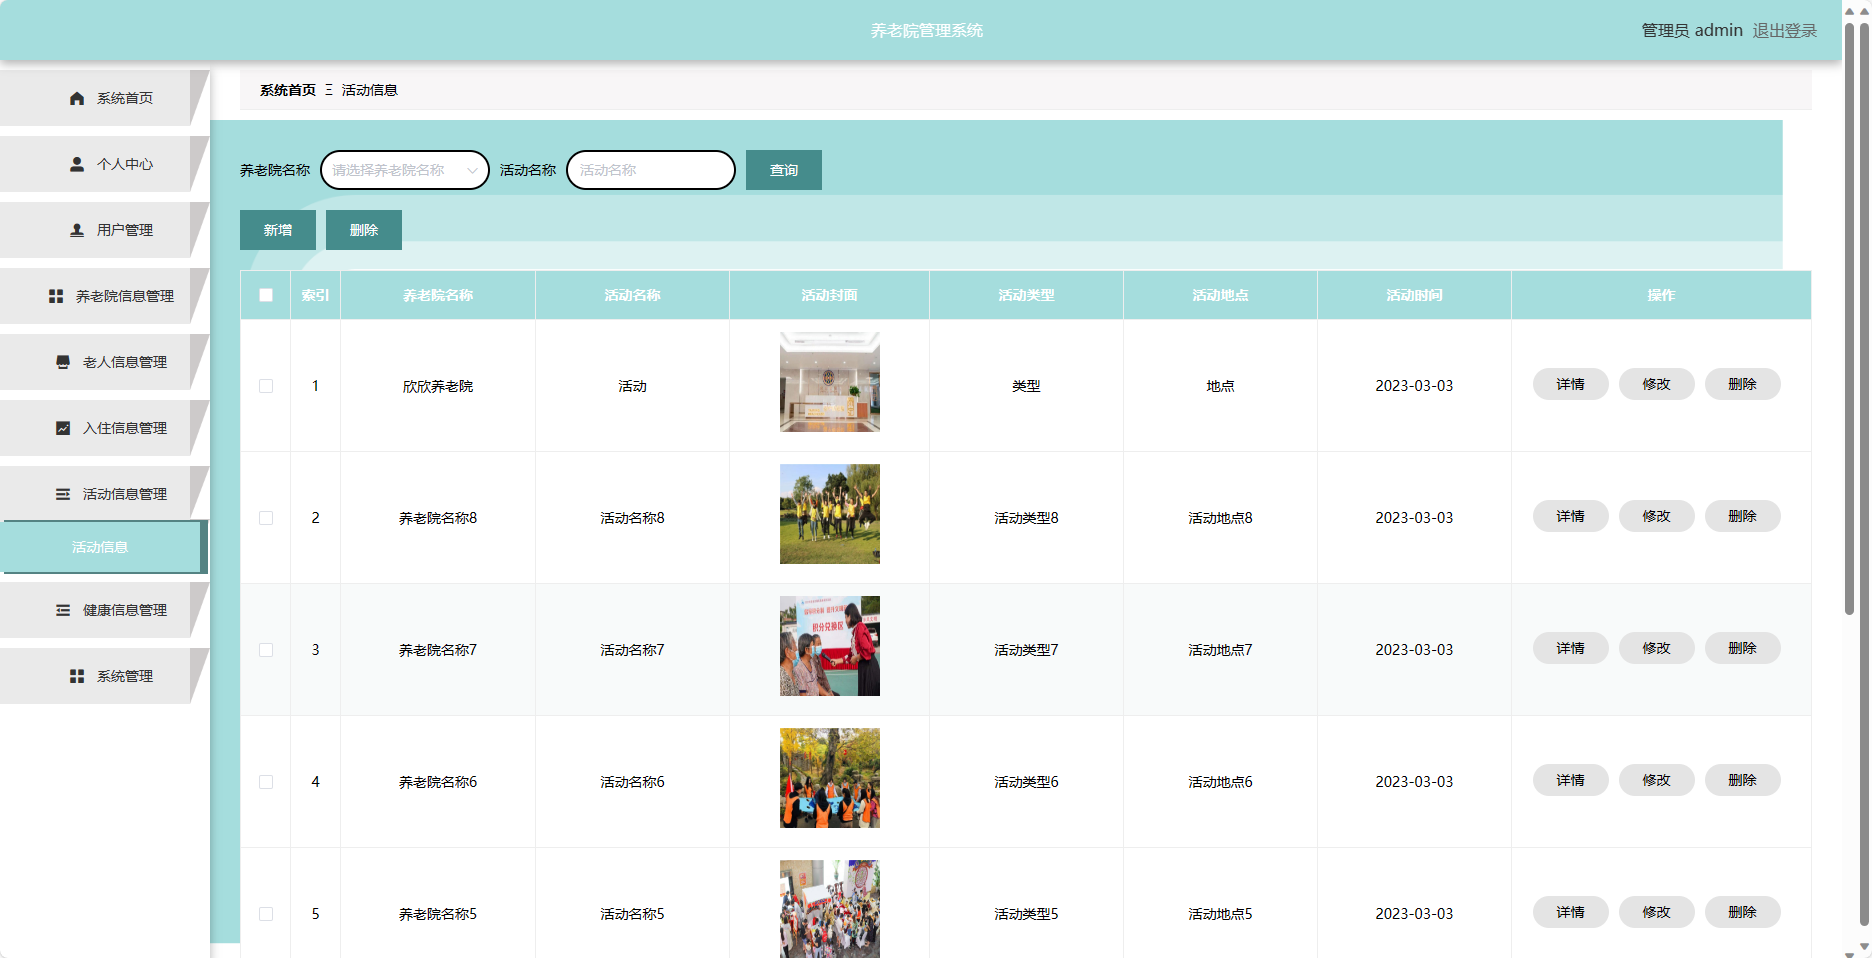 养老院管理系统
管理员 admin 退出登录
系统首页
个人中心
用户管理
养老院信息管理
老人信息管理
入住信息管理
活动信息管理
活动信息
健康信息管理
系统管理
系统首页 Ξ 活动信息
养老院名称 请选择养老院名称 活动名称 活动名称 查询
新增 删除
索引 养老院名称 活动名称 活动封面 活动类型 活动地点 活动时间 操作
1 欣欣养老院 活动 类型 地点 2023-03-03 详情 修改 删除
2 养老院名称8 活动名称8 活动类型8 活动地点8 2023-03-03 详情 修改 删除
积分兑换区
3 养老院名称7 活动名称7 活动类型7 活动地点7 2023-03-03 详情 修改 删除
4 养老院名称6 活动名称6 活动类型6 活动地点6 2023-03-03 详情 修改 删除
5 养老院名称5 活动名称5 活动类型5 活动地点5 2023-03-03 详情 修改 删除